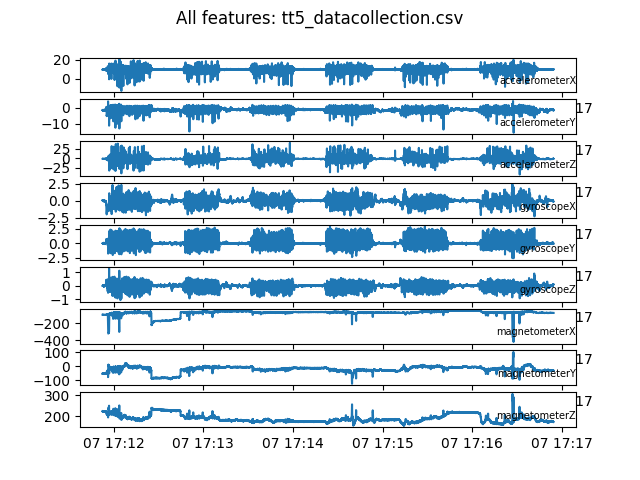 All features: tt5_datacollection.csv
20
0
accelerometerX
0
−10
17
accelerometerY
25
0
−25
17
accelerometerZ
2.5
0.0
−2.5
17
gyroscopeX
2.5
0.0
−2.5
17
gyroscopeY
1
0
−1
17
gyroscopeZ
−200
−400
17
magnetometerX
100
0
−100
17
magnetometerY
300
200
17
magnetometerZ
07 17:12 07 17:13 07 17:14 07 17:15 07 17:16 07 17:17